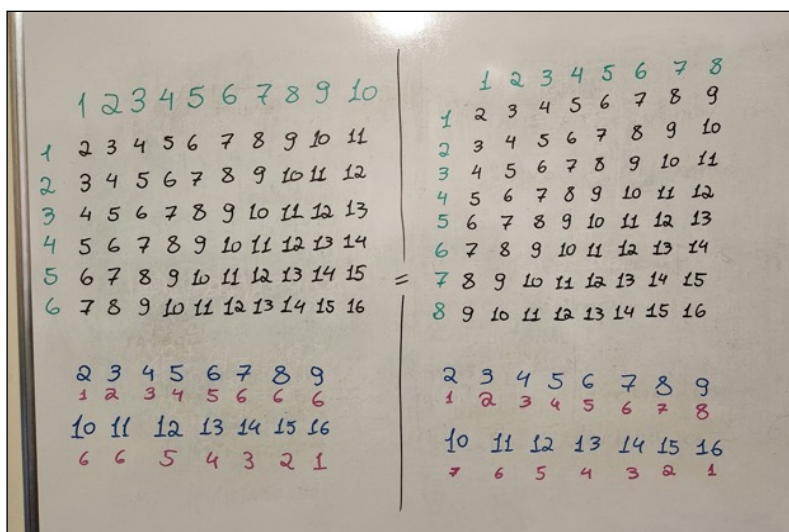 1 2 3 4 5 6 7 8 9 10
1 2 3 4 5 6 7 8 9 10 11
2 3 4 5 6 7 8 9 10 11 12
3 4 5 6 7 8 9 10 11 12 13
4 5 6 7 8 9 10 11 12 13 14
5 6 7 8 9 10 11 12 13 14 15
6 7 8 9 10 11 12 13 14 15 16
2 3 4 5 6 7 8 9
1 2 3 4 5 6 6 6
10 11 12 13 14 15 16
6 6 5 4 3 2 1
=
1 2 3 4 5 6 7 8
1 2 3 4 5 6 7 8 9
2 3 4 5 6 7 8 9 10
3 4 5 6 7 8 9 10 11
4 5 6 7 8 9 10 11 12
5 6 7 8 9 10 11 12 13
6 7 8 9 10 11 12 13 14
7 8 9 10 11 12 13 14 15
8 9 10 11 12 13 14 15 16
2 3 4 5 6 7 8 9
1 2 3 4 5 6 7 8
10 11 12 13 14 15 16
7 6 5 4 3 2 1